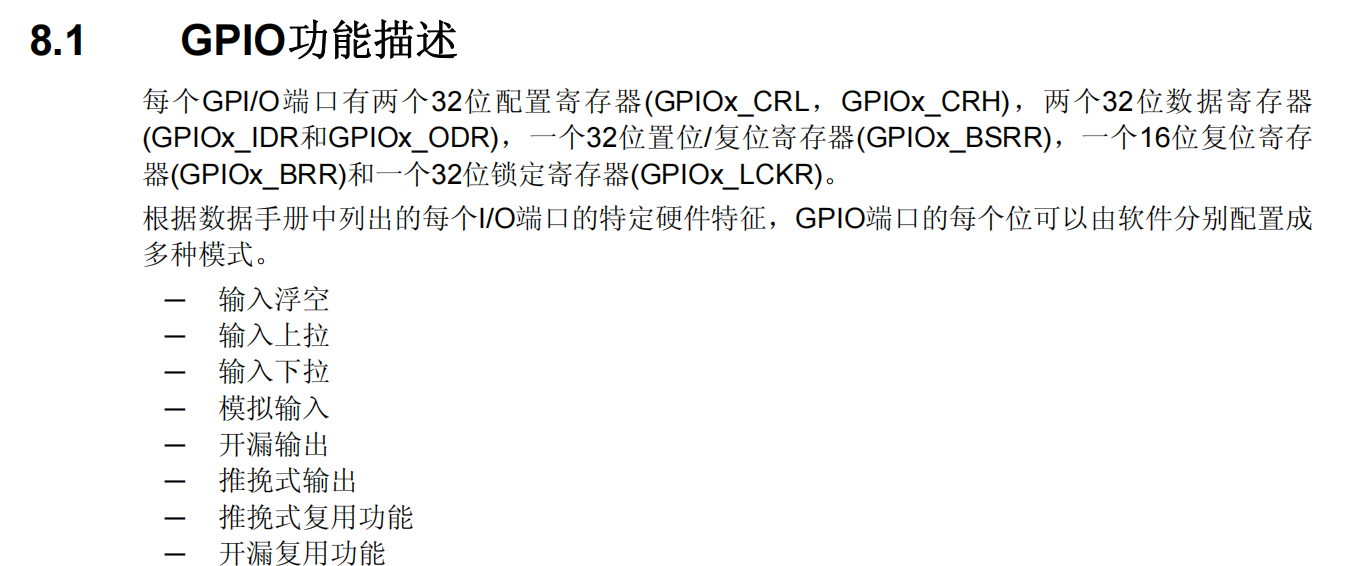 8.1 GPIO功能描述
每个GPI/O端口有两个32位配置寄存器(GPIOx_CRL，GPIOx_CRH)，两个32位数据寄存器
(GPIOx_IDR和GPIOx_ODR)，一个32位置位/复位寄存器(GPIOx_BSRR)，一个16位复位寄存
器(GPIOx_BRR)和一个32位锁定寄存器(GPIOx_LCKR)。
根据数据手册中列出的每个I/O端口的特定硬件特征，GPIO端口的每个位可以由软件分别配置成
多种模式。
─ 输入浮空
─ 输入上拉
─ 输入下拉
─ 模拟输入
─ 开漏输出
─ 推挽式输出
─ 推挽式复用功能
─ 开漏复用功能